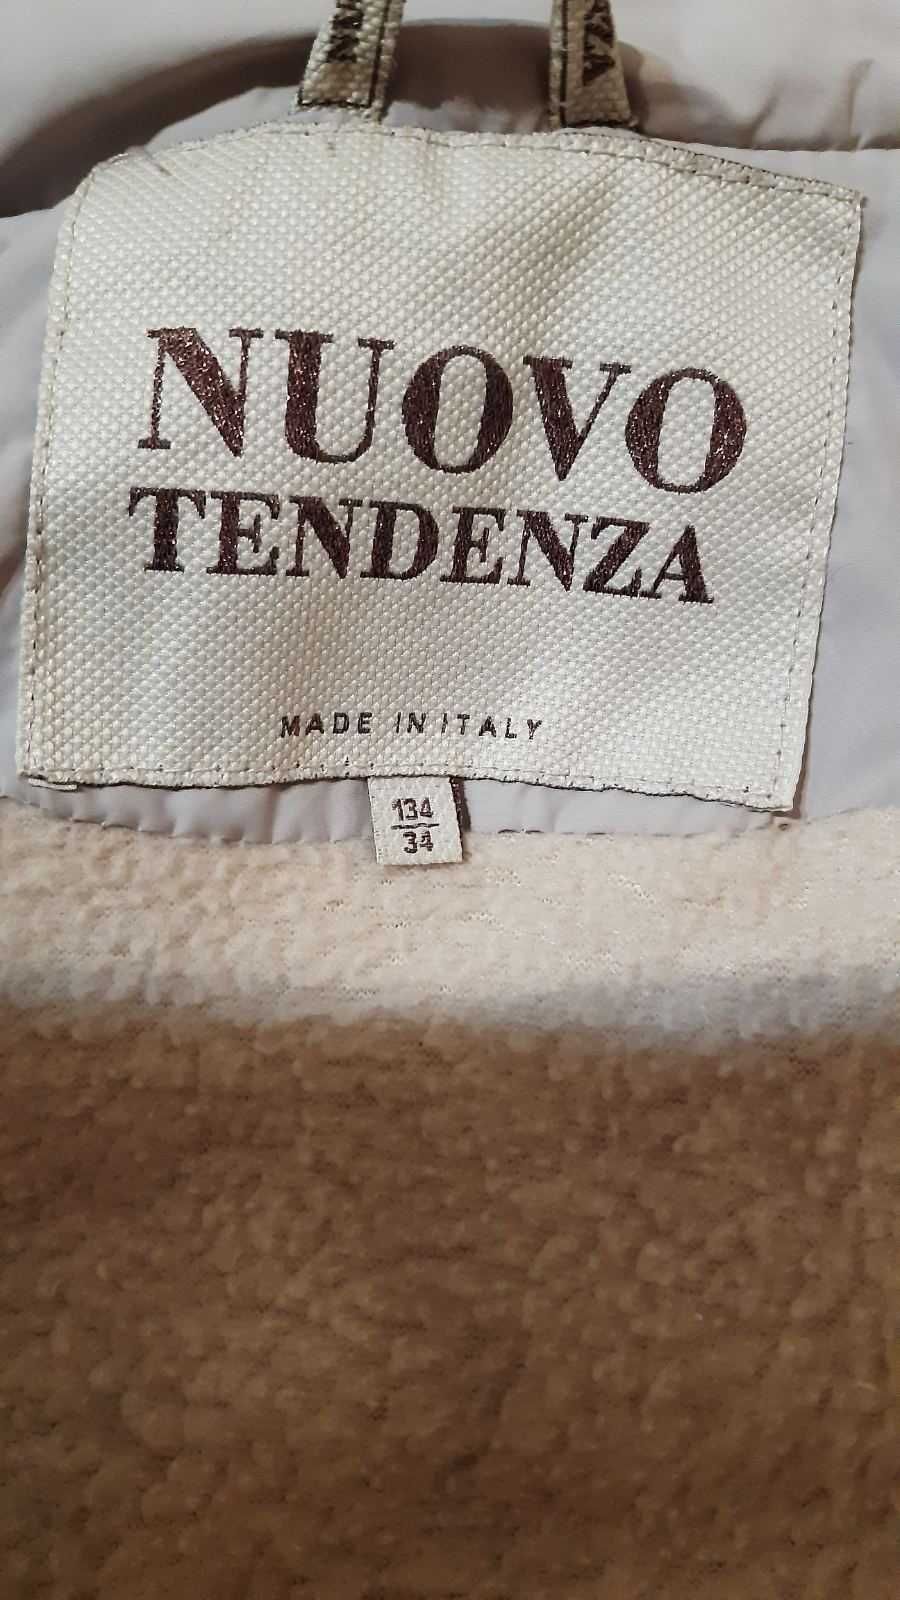 NUOVO
TENDENZA
MADE IN ITALY
134
34